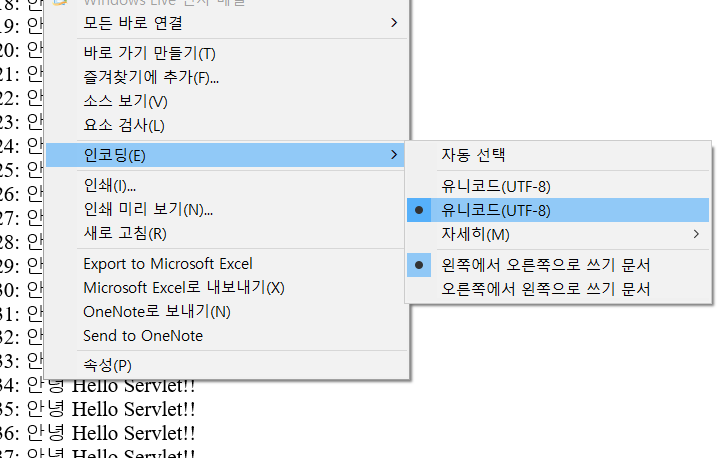 18: 안
Windows Live 전자 메일
19: 안
모든 바로 연결
20: 안
바로 가기 만들기(T)
21: 안
즐겨찾기에 추가(F)...
22: 안
소스 보기(V)
23: 안
요소 검사(L)
24: 안
인코딩(E)
자동 선택
25: 안
인쇄(I)...
유니코드(UTF-8)
26: 안
인쇄 미리 보기(N)...
유니코드(UTF-8)
27: 안
새로 고침(R)
자세히(M)
28: 안
29: 안
Export to Microsoft Excel
왼쪽에서 오른쪽으로 쓰기 문서
30: 안
Microsoft Excel로 내보내기(X)
오른쪽에서 왼쪽으로 쓰기 문서
31: 안
OneNote로 보내기(N)
32: 안
Send to OneNote
33: 안
속성(P)
34: 안녕 Hello Servlet!!
35: 안녕 Hello Servlet!!
36: 안녕 Hello Servlet!!
37: 안녕 Hello Servlet!!